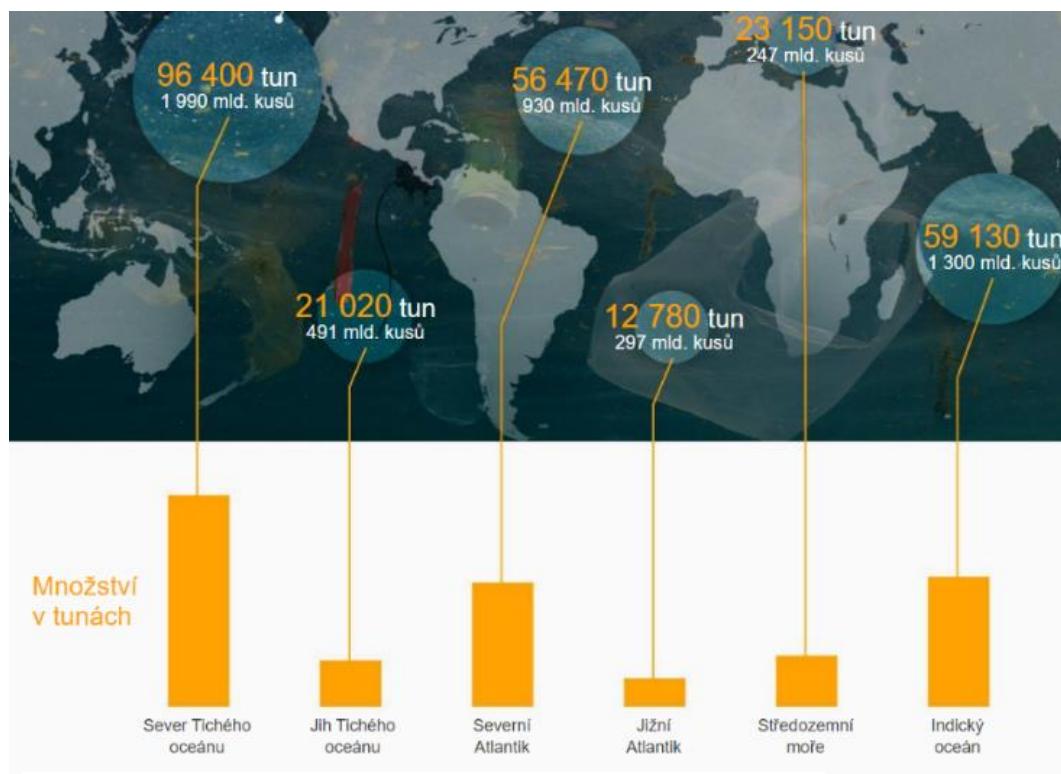 96 400 tun
1 990 mld. kusů
56 470 tun
930 mld. kusů
23 150 tun
247 mld. kusů
59 130 tun
1 300 mld. kusů
21 020 tun
491 mld. kusů
12 780 tun
297 mld. kusů
Množství
v tunách
Sever Tichého
oceánu
Jih Tichého
oceánu
Severní
Atlantik
Jižní
Atlantik
Středozemní
moře
Indický
oceán